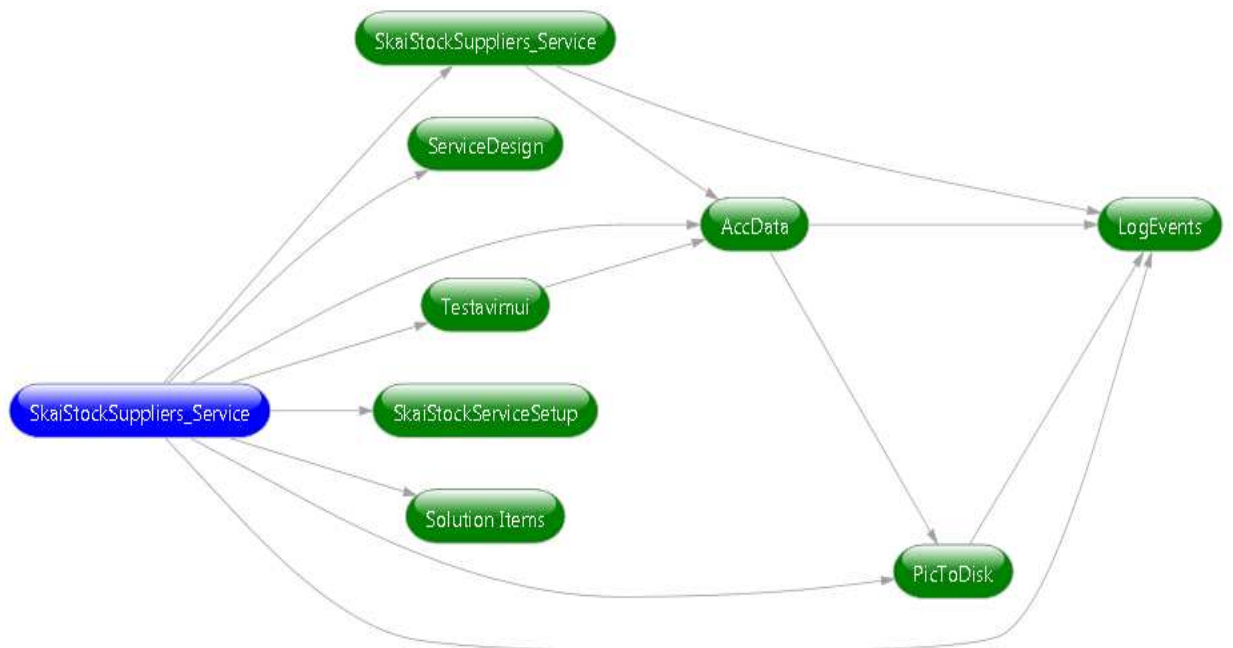 SkaiStockSuppliers_Service
ServiceDesign
AccData
LogEvents
Testavimui
SkaiStockSuppliers_Service
SkaiStockServiceSetup
Solution Items
PicToDisk